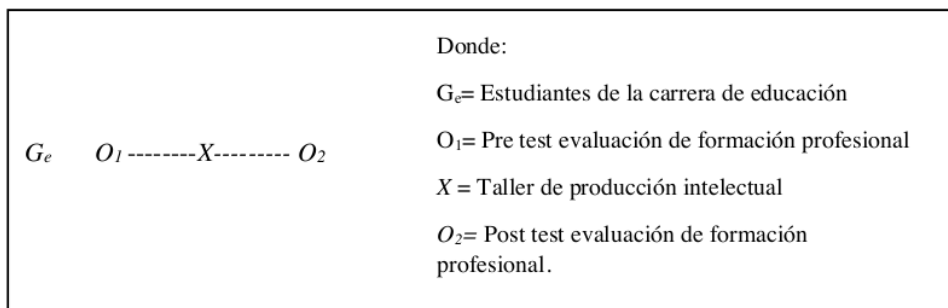 Donde:
Gₑ= Estudiantes de la carrera de educación
O₁= Pre test evaluación de formación profesional
Gₑ O₁ --------X--------- O₂
X = Taller de producción intelectual
O₂= Post test evaluación de formación
profesional.